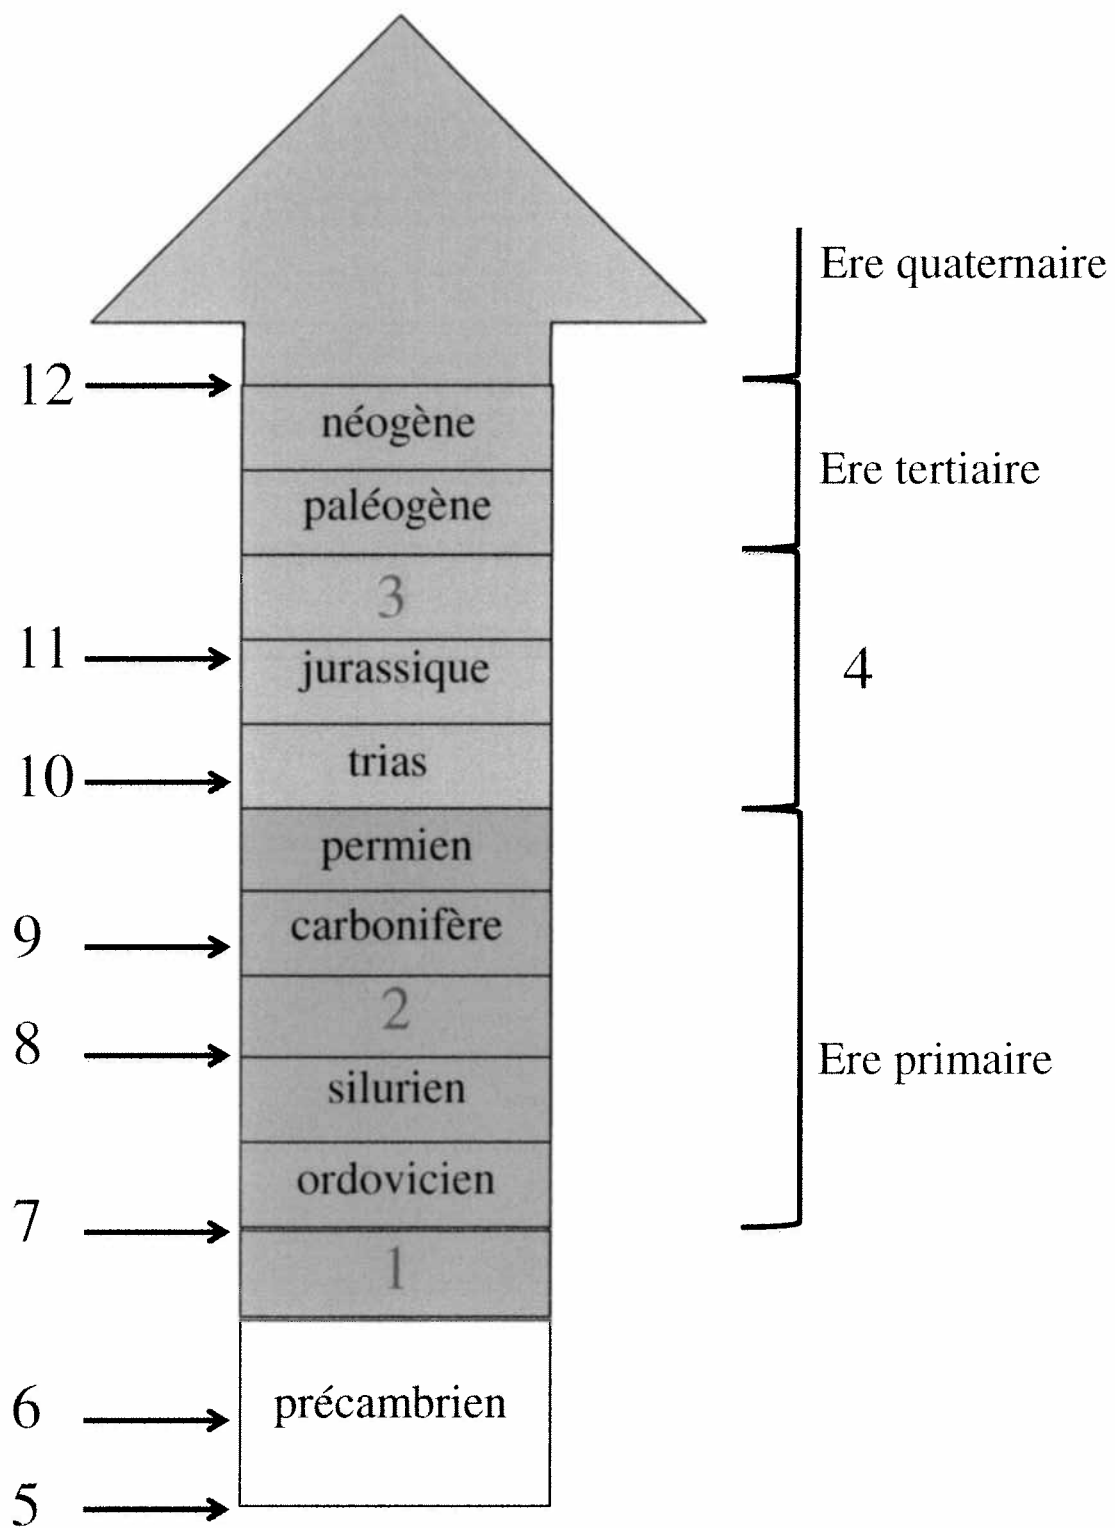 Ere quaternaire
12
néogène
Ere tertiaire
paléogène
3
11
jurassique
4
10
trias
permien
9
carbonifère
2
8
Ere primaire
silurien
ordovicien
7
1
6
précambrien
5